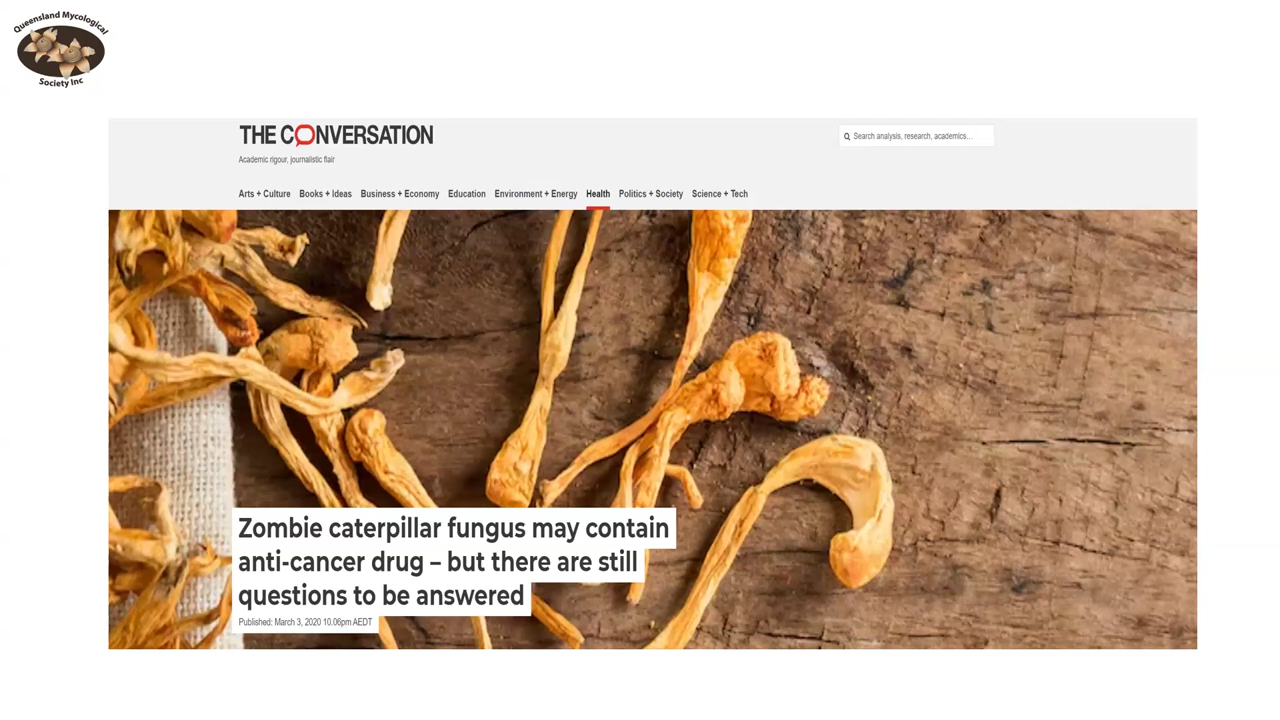 Queensland Mycological
Society Inc
THE CONVERSATION
Search analysis, research, academics...
Academic rigour, journalistic flair
Arts + Culture Books + Ideas Business + Economy Education Environment + Energy Health Politics + Society Science + Tech
Zombie caterpillar fungus may contain
anti-cancer drug – but there are still
questions to be answered
Published: March 3, 2020 10.06pm AEDT